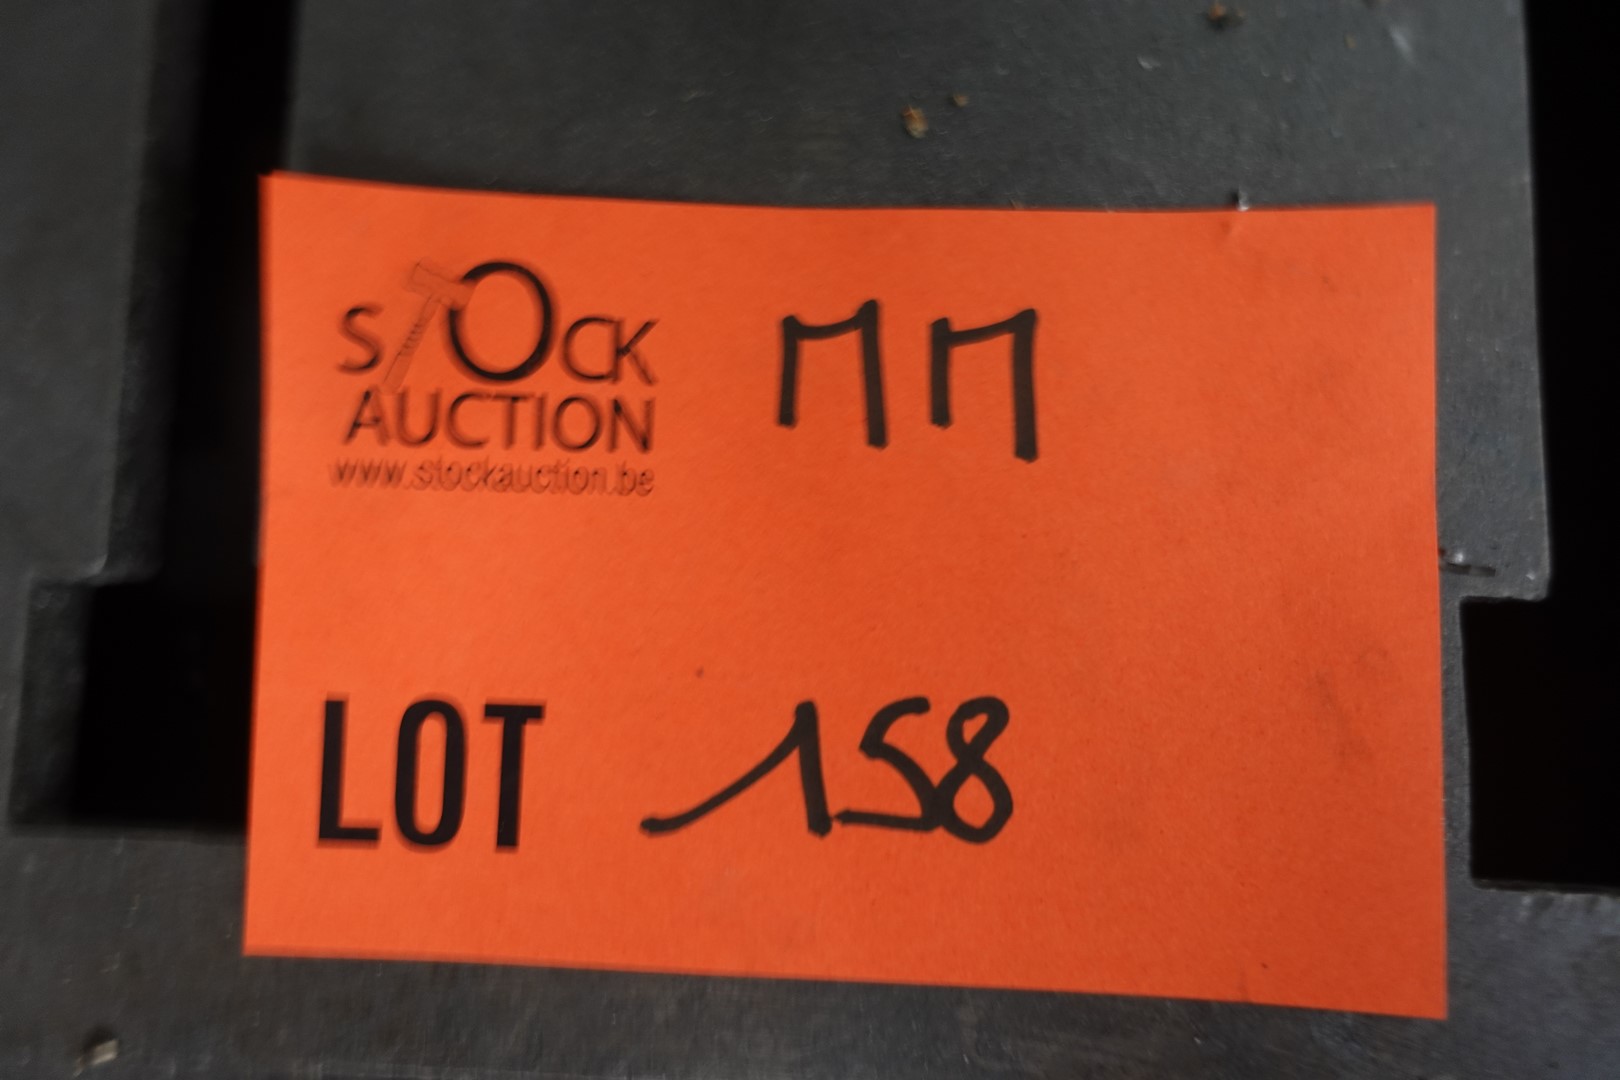 STOCK MM
AUCTION
www.stockauction.be
LOT 158